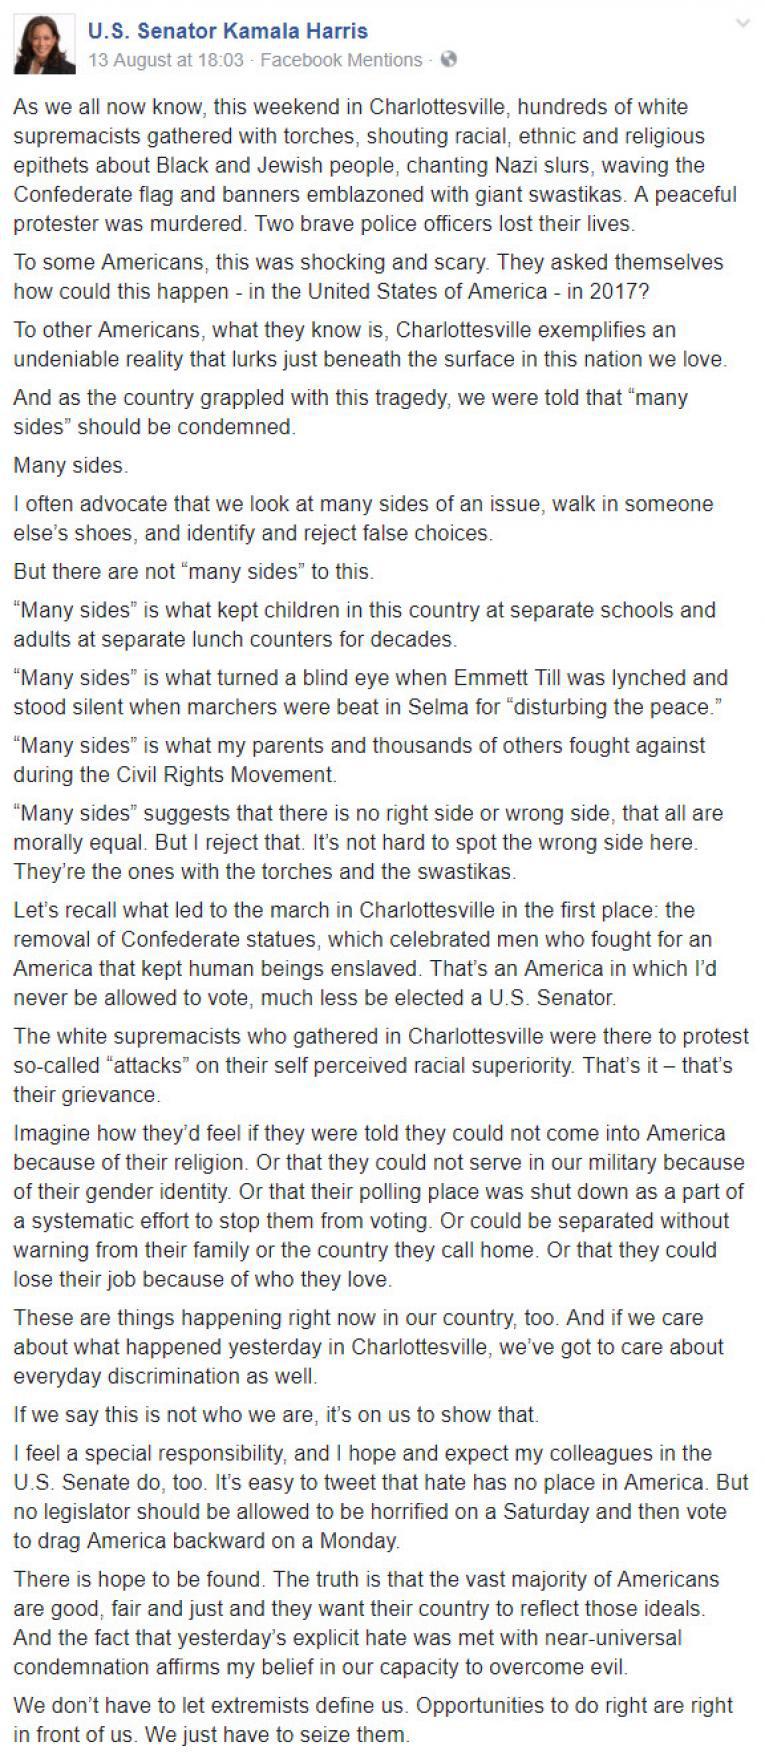 U.S. Senator Kamala Harris
13 August at 18:03 · Facebook Mentions ·
As we all now know, this weekend in Charlottesville, hundreds of white
supremacists gathered with torches, shouting racial, ethnic and religious
epithets about Black and Jewish people, chanting Nazi slurs, waving the
Confederate flag and banners emblazoned with giant swastikas. A peaceful
protester was murdered. Two brave police officers lost their lives.
To some Americans, this was shocking and scary. They asked themselves
how could this happen - in the United States of America - in 2017?
To other Americans, what they know is, Charlottesville exemplifies an
undeniable reality that lurks just beneath the surface in this nation we love.
And as the country grappled with this tragedy, we were told that “many
sides” should be condemned.
Many sides.
I often advocate that we look at many sides of an issue, walk in someone
else’s shoes, and identify and reject false choices.
But there are not “many sides” to this.
“Many sides” is what kept children in this country at separate schools and
adults at separate lunch counters for decades.
“Many sides” is what turned a blind eye when Emmett Till was lynched and
stood silent when marchers were beat in Selma for “disturbing the peace.”
“Many sides” is what my parents and thousands of others fought against
during the Civil Rights Movement.
“Many sides” suggests that there is no right side or wrong side, that all are
morally equal. But I reject that. It’s not hard to spot the wrong side here.
They’re the ones with the torches and the swastikas.
Let’s recall what led to the march in Charlottesville in the first place: the
removal of Confederate statues, which celebrated men who fought for an
America that kept human beings enslaved. That’s an America in which I’d
never be allowed to vote, much less be elected a U.S. Senator.
The white supremacists who gathered in Charlottesville were there to protest
so-called “attacks” on their self perceived racial superiority. That’s it – that’s
their grievance.
Imagine how they’d feel if they were told they could not come into America
because of their religion. Or that they could not serve in our military because
of their gender identity. Or that their polling place was shut down as a part of
a systematic effort to stop them from voting. Or could be separated without
warning from their family or the country they call home. Or that they could
lose their job because of who they love.
These are things happening right now in our country, too. And if we care
about what happened yesterday in Charlottesville, we’ve got to care about
everyday discrimination as well.
If we say this is not who we are, it’s on us to show that.
I feel a special responsibility, and I hope and expect my colleagues in the
U.S. Senate do, too. It’s easy to tweet that hate has no place in America. But
no legislator should be allowed to be horrified on a Saturday and then vote
to drag America backward on a Monday.
There is hope to be found. The truth is that the vast majority of Americans
are good, fair and just and they want their country to reflect those ideals.
And the fact that yesterday’s explicit hate was met with near-universal
condemnation affirms my belief in our capacity to overcome evil.
We don’t have to let extremists define us. Opportunities to do right are right
in front of us. We just have to seize them.